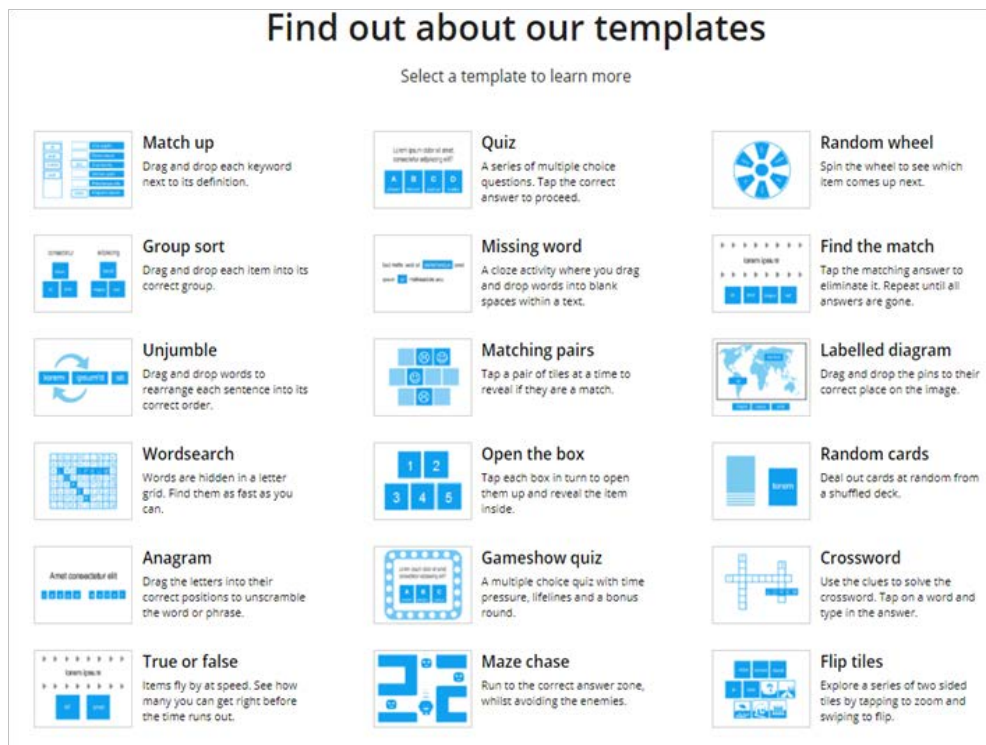 Find out about our templates
Select a template to learn more
Match up
Drag and drop each keyword
next to its definition.
Quiz
A series of multiple choice
questions. Tap the correct
answer to proceed.
Random wheel
Spin the wheel to see which
item comes up next.
Group sort
Drag and drop each item into its
correct group.
Missing word
A cloze activity where you drag
and drop words into blank
spaces within a text.
Find the match
Tap the matching answer to
eliminate it. Repeat until all
answers are gone.
Unjumble
Drag and drop words to
rearrange each sentence into its
correct order.
Matching pairs
Tap a pair of tiles at a time to
reveal if they are a match.
Labelled diagram
Drag and drop the pins to their
correct place on the image.
Wordsearch
Words are hidden in a letter
grid. Find them as fast as you
can.
1 2
3 4 5
Open the box
Tap each box in turn to open
them up and reveal the item
inside.
lorem
Random cards
Deal out cards at random from
a shuffled deck.
Amet consectetur elit
Anagram
Drag the letters into their
correct positions to unscramble
the word or phrase.
A B C
Gameshow quiz
A multiple choice quiz with time
pressure, lifelines and a bonus
round.
Crossword
Use the clues to solve the
crossword. Tap on a word and
type in the answer.
True or false
Items fly by at speed. See how
many you can get right before
the time runs out.
Maze chase
Run to the correct answer zone,
whilst avoiding the enemies.
Flip tiles
Explore a series of two sided
tiles by tapping to zoom and
swiping to flip.